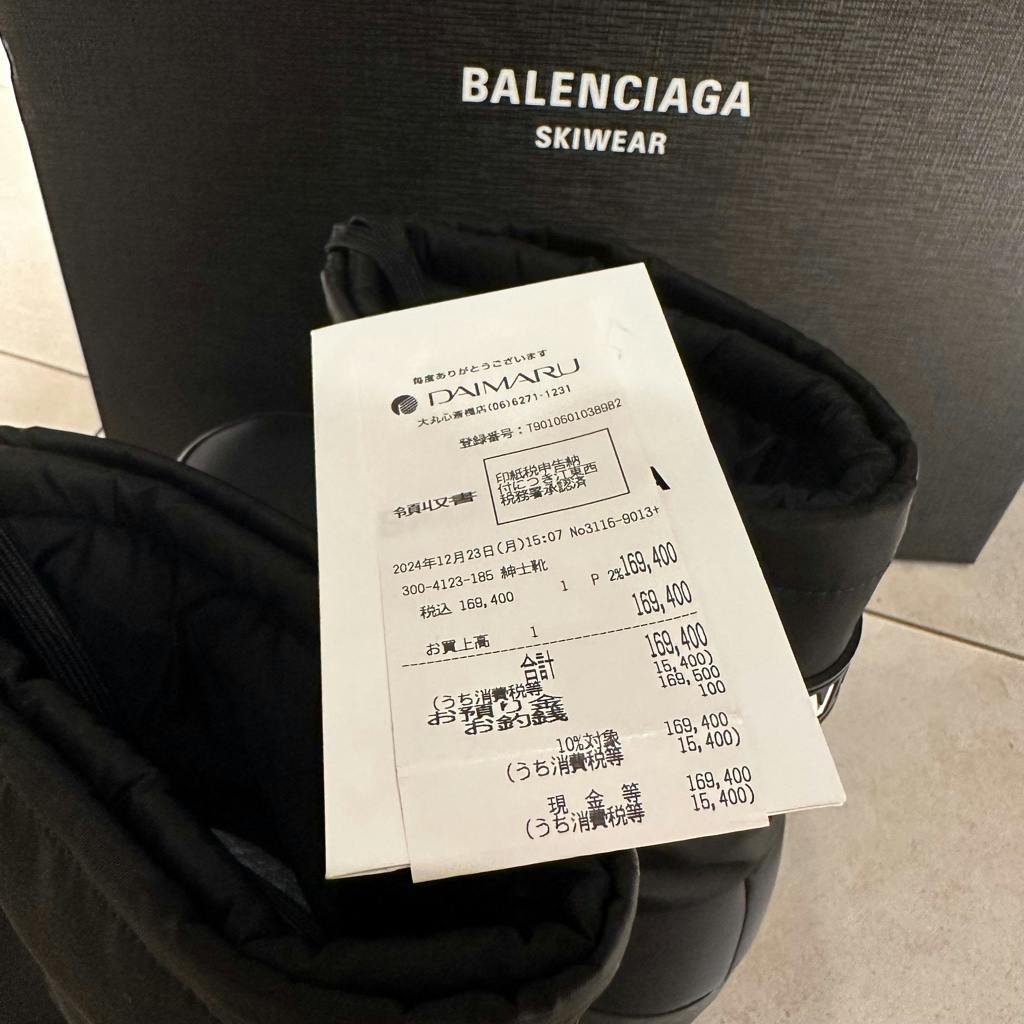 BALENCIAGA
SKIWEAR
毎度ありがとうございます
DAIMARU
大丸心斎橋店(06)6271-1231
登録番号：T9010601038982
領収書
印紙税申告納
付につき江東西
税務署承認済
2024年12月23日(月)15:07 No3116-9013+
300-4123-185 紳士靴
税込 169,400 1 P 2% 169,400
お買上高 1 169,400
合計 169,400
(うち消費税等 15,400)
お預り金 169,500
お釣銭 100
10%対象 169,400
(うち消費税等 15,400)
現 金 等 169,400
(うち消費税等 15,400)